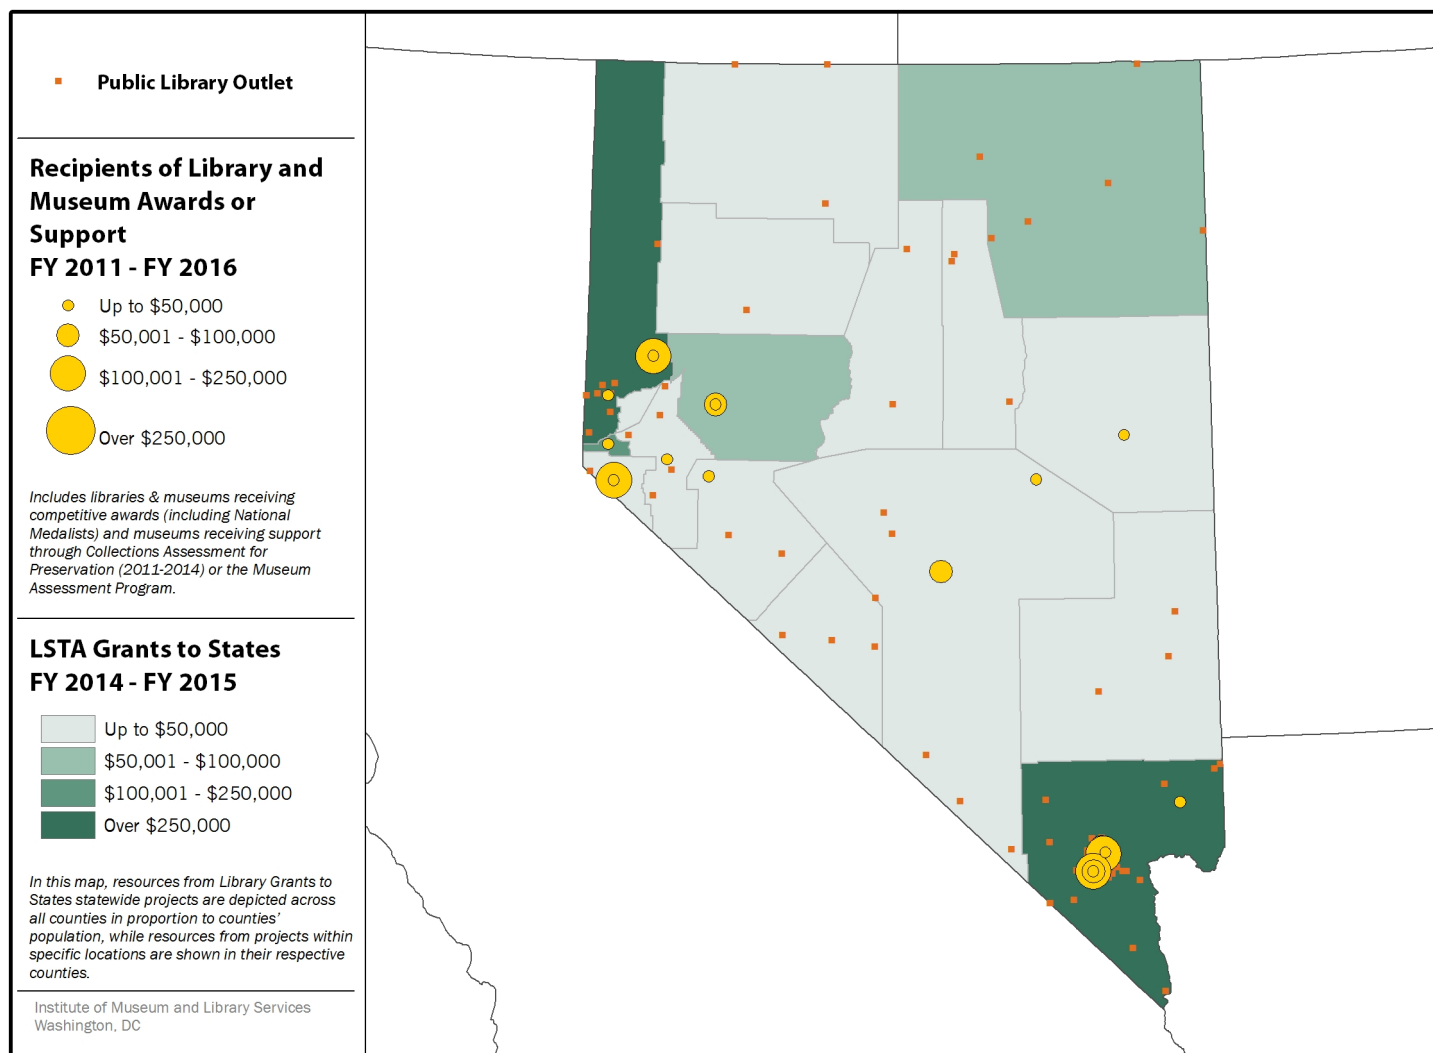 Public Library Outlet
Recipients of Library and
Museum Awards or
Support
FY 2011 - FY 2016
Up to $50,000
$50,001 - $100,000
$100,001 - $250,000
Over $250,000
Includes libraries & museums receiving
competitive awards (including National
Medalists) and museums receiving support
through Collections Assessment for
Preservation (2011-2014) or the Museum
Assessment Program.
LSTA Grants to States
FY 2014 - FY 2015
Up to $50,000
$50,001 - $100,000
$100,001 - $250,000
Over $250,000
In this map, resources from Library Grants to
States statewide projects are depicted across
all counties in proportion to counties'
population, while resources from projects within
specific locations are shown in their respective
counties.
Institute of Museum and Library Services
Washington, DC